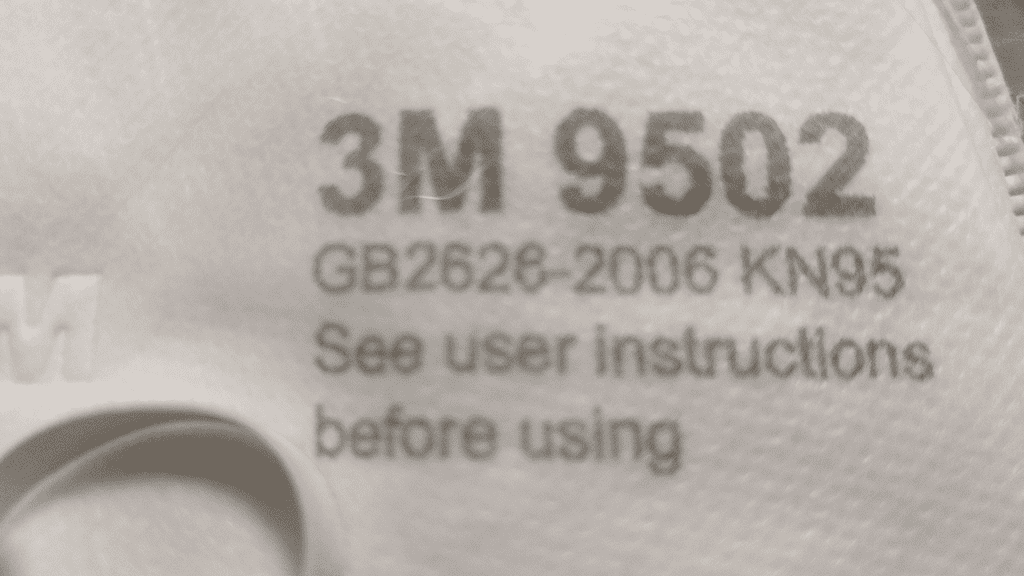 3M 9502
GB2626-2006 KN95
See user instructions
before using
M